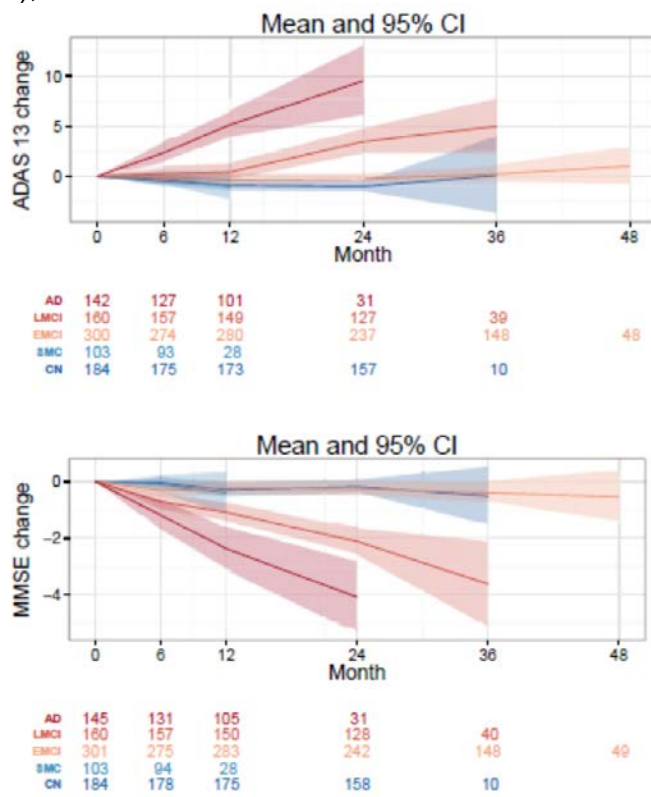 Mean and 95% CI
ADAS 13 change
10
5
0
0 6 12 24 36 48
Month
AD 142 127 101 31
LMCI 160 157 149 127 39
EMCI 300 274 280 237 148 48
SMC 103 93 28
CN 184 175 173 157 10
Mean and 95% CI
MMSE change
0
-2
-4
0 6 12 24 36 48
Month
AD 145 131 105 31
LMCI 160 157 150 128 40
EMCI 301 275 283 242 148 49
SMC 103 94 28
CN 184 178 175 158 10